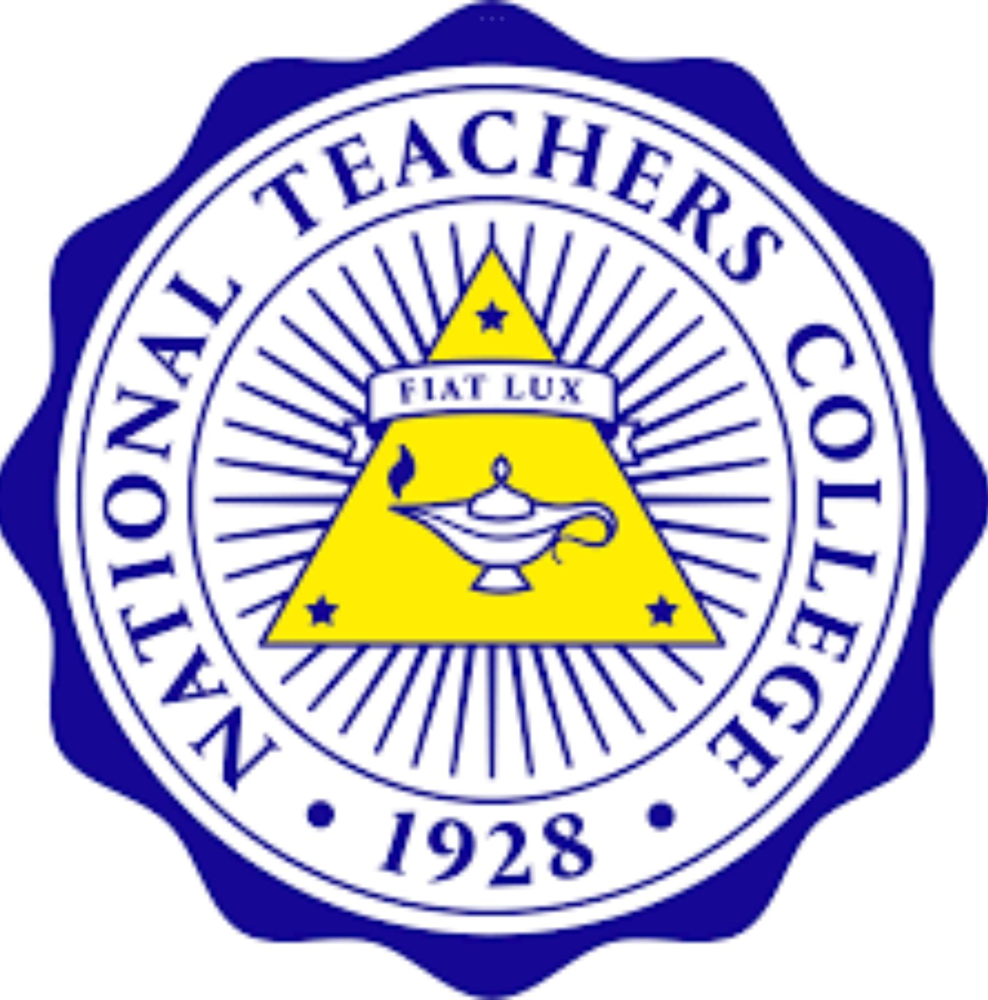 NATIONAL TEACHERS COLLEGE
FIAT LUX
• 1928 •